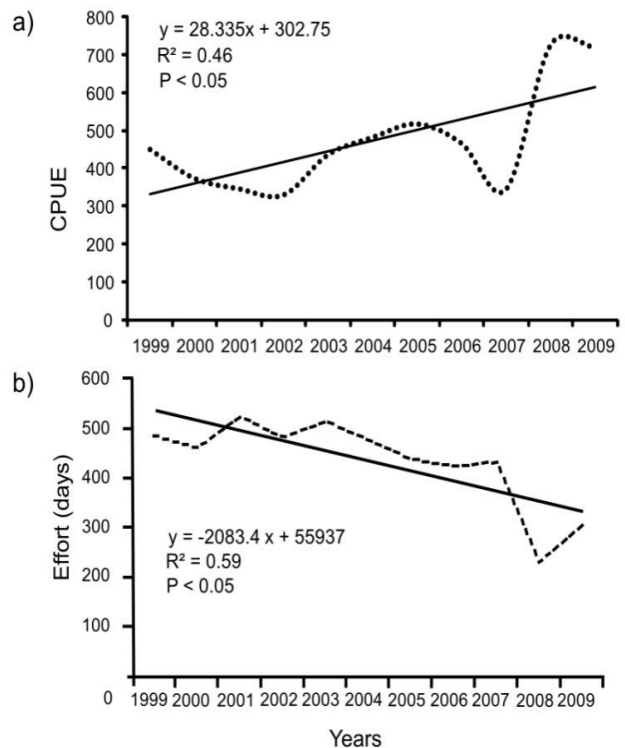 a)
y = 28.335x + 302.75
R² = 0.46
P < 0.05
CPUE
800
700
600
500
400
300
200
100
0
1999 2000 2001 2002 2003 2004 2005 2006 2007 2008 2009
b)
Effort (days)
600
500
400
300
200
100
0
y = -2083.4 x + 55937
R² = 0.59
P < 0.05
1999 2000 2001 2002 2003 2004 2005 2006 2007 2008 2009
Years